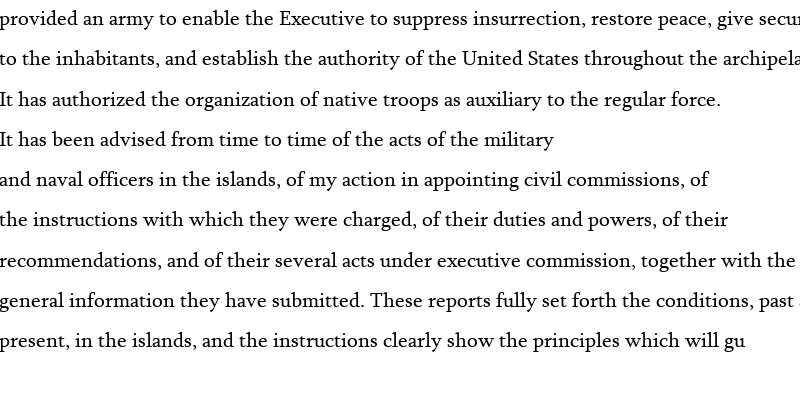 provided an army to enable the Executive to suppress insurrection, restore peace, give secur
to the inhabitants, and establish the authority of the United States throughout the archipela
It has authorized the organization of native troops as auxiliary to the regular force.
It has been advised from time to time of the acts of the military
and naval officers in the islands, of my action in appointing civil commissions, of
the instructions with which they were charged, of their duties and powers, of their
recommendations, and of their several acts under executive commission, together with the
general information they have submitted. These reports fully set forth the conditions, past
present, in the islands, and the instructions clearly show the principles which will gu